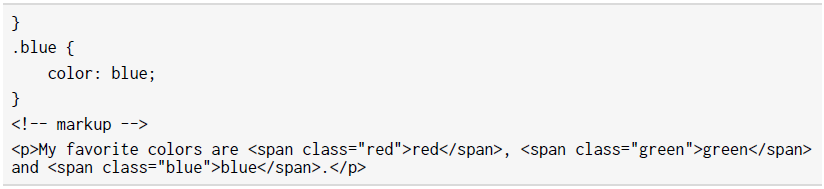 }
.blue {
    color: blue;
}
<!-- markup -->
<p>My favorite colors are <span class="red">red</span>, <span class="green">green</span>
and <span class="blue">blue</span>.</p>